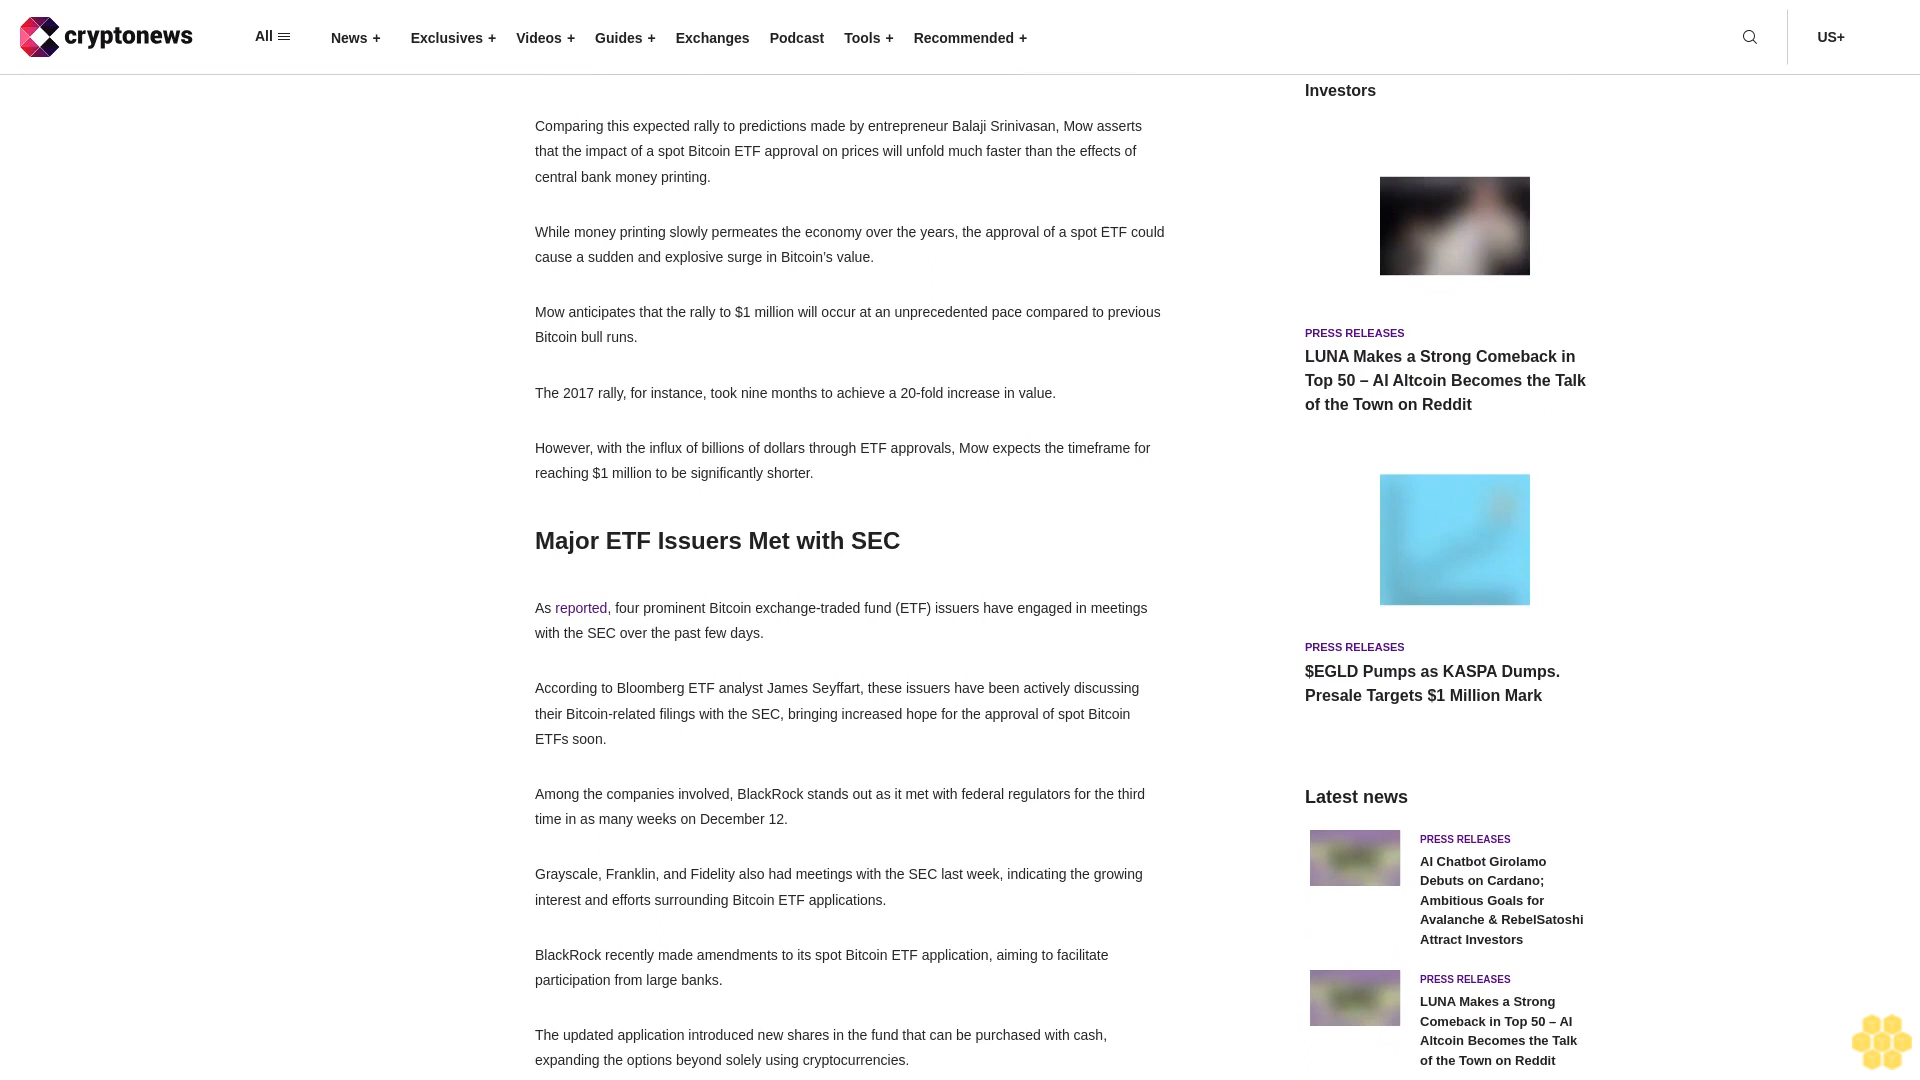 cryptonews
All
News +
Exclusives +
Videos +
Guides +
Exchanges
Podcast
Tools +
Recommended +
US+
Comparing this expected rally to predictions made by entrepreneur Balaji Srinivasan, Mow asserts
that the impact of a spot Bitcoin ETF approval on prices will unfold much faster than the effects of
central bank money printing.
While money printing slowly permeates the economy over the years, the approval of a spot ETF could
cause a sudden and explosive surge in Bitcoin’s value.
Mow anticipates that the rally to $1 million will occur at an unprecedented pace compared to previous
Bitcoin bull runs.
The 2017 rally, for instance, took nine months to achieve a 20-fold increase in value.
However, with the influx of billions of dollars through ETF approvals, Mow expects the timeframe for
reaching $1 million to be significantly shorter.
Major ETF Issuers Met with SEC
As reported, four prominent Bitcoin exchange-traded fund (ETF) issuers have engaged in meetings
with the SEC over the past few days.
According to Bloomberg ETF analyst James Seyffart, these issuers have been actively discussing
their Bitcoin-related filings with the SEC, bringing increased hope for the approval of spot Bitcoin
ETFs soon.
Among the companies involved, BlackRock stands out as it met with federal regulators for the third
time in as many weeks on December 12.
Grayscale, Franklin, and Fidelity also had meetings with the SEC last week, indicating the growing
interest and efforts surrounding Bitcoin ETF applications.
BlackRock recently made amendments to its spot Bitcoin ETF application, aiming to facilitate
participation from large banks.
The updated application introduced new shares in the fund that can be purchased with cash,
expanding the options beyond solely using cryptocurrencies.
Investors
PRESS RELEASES
LUNA Makes a Strong Comeback in
Top 50 – AI Altcoin Becomes the Talk
of the Town on Reddit
PRESS RELEASES
$EGLD Pumps as KASPA Dumps.
Presale Targets $1 Million Mark
Latest news
PRESS RELEASES
AI Chatbot Girolamo
Debuts on Cardano;
Ambitious Goals for
Avalanche & RebelSatoshi
Attract Investors
PRESS RELEASES
LUNA Makes a Strong
Comeback in Top 50 – AI
Altcoin Becomes the Talk
of the Town on Reddit